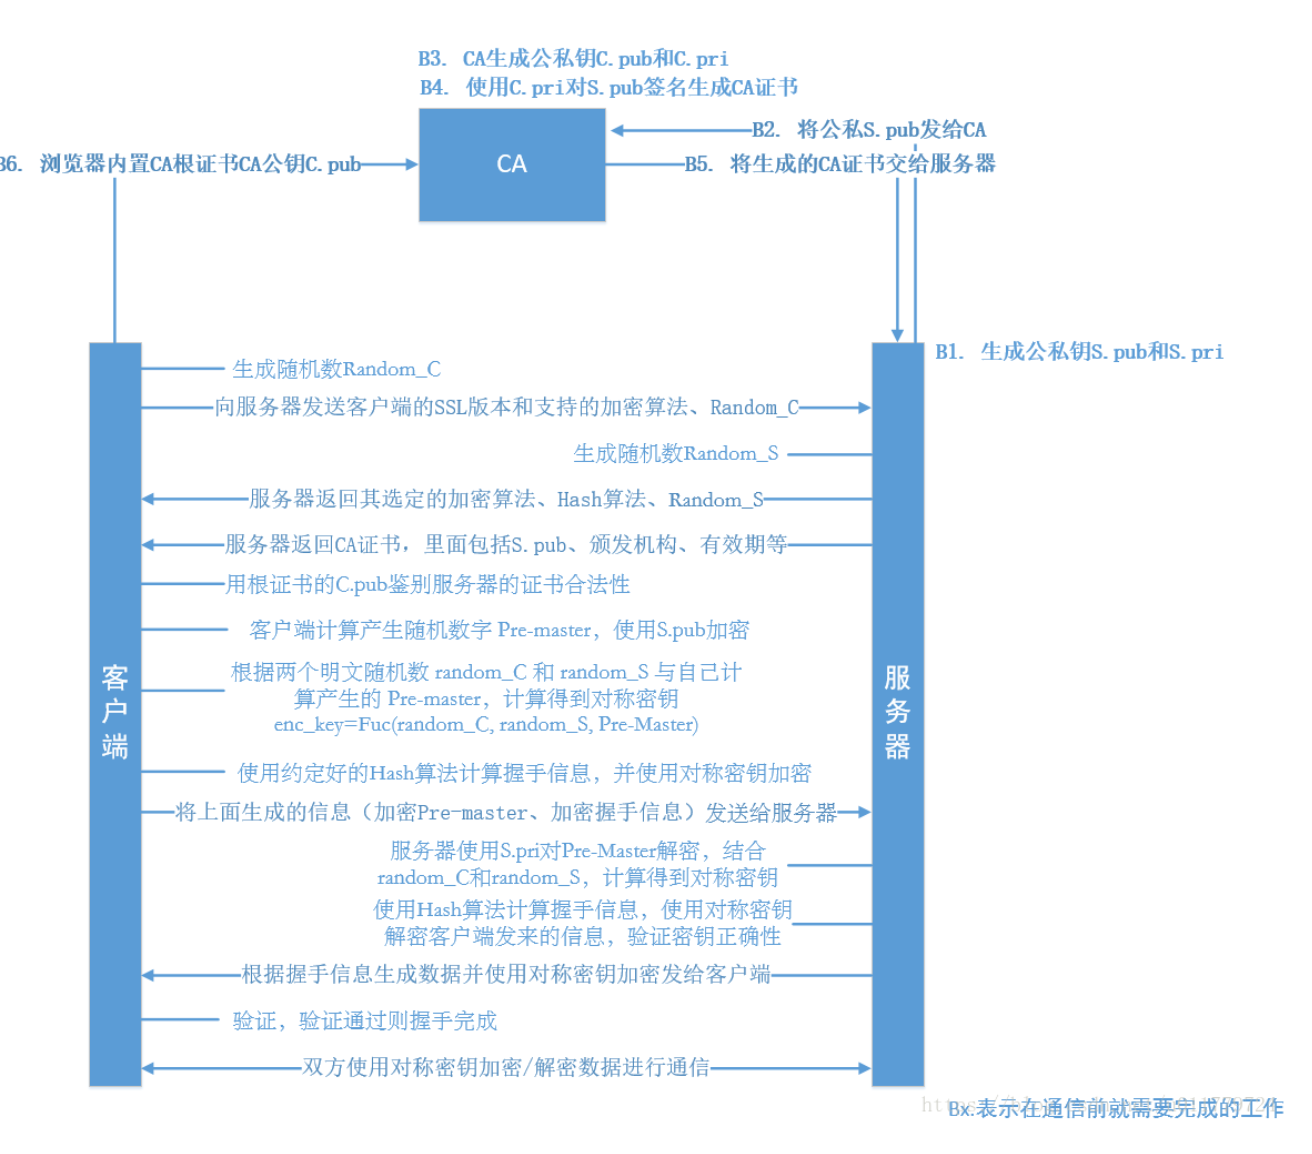 B3. CA生成公私钥C.pub和C.pri
B4. 使用C.pri对S.pub签名生成CA证书
B2. 将公私S.pub发给CA
B6. 浏览器内置CA根证书CA公钥C.pub
CA
B5. 将生成的CA证书交给服务器
B1. 生成公私钥S.pub和S.pri
生成随机数Random_C
向服务器发送客户端的SSL版本和支持的加密算法、Random_C
生成随机数Random_S
服务器返回其选定的加密算法、Hash算法、Random_S
服务器返回CA证书，里面包括S.pub、颁发机构、有效期等
用根证书的C.pub鉴别服务器的证书合法性
客户端计算产生随机数字 Pre-master，使用S.pub加密
客户端
服务器
根据两个明文随机数 random_C 和 random_S 与自己计
算产生的 Pre-master，计算得到对称密钥
enc_key=Fuc(random_C, random_S, Pre-Master)
使用约定好的Hash算法计算握手信息，并使用对称密钥加密
将上面生成的信息（加密Pre-master、加密握手信息）发送给服务器
服务器使用S.pri对Pre-Master解密，结合
random_C和random_S，计算得到对称密钥
使用Hash算法计算握手信息，使用对称密钥
解密客户端发来的信息，验证密钥正确性
根据握手信息生成数据并使用对称密钥加密发给客户端
验证，验证通过则握手完成
双方使用对称密钥加密/解密数据进行通信
Bx.表示在通信前就需要完成的工作